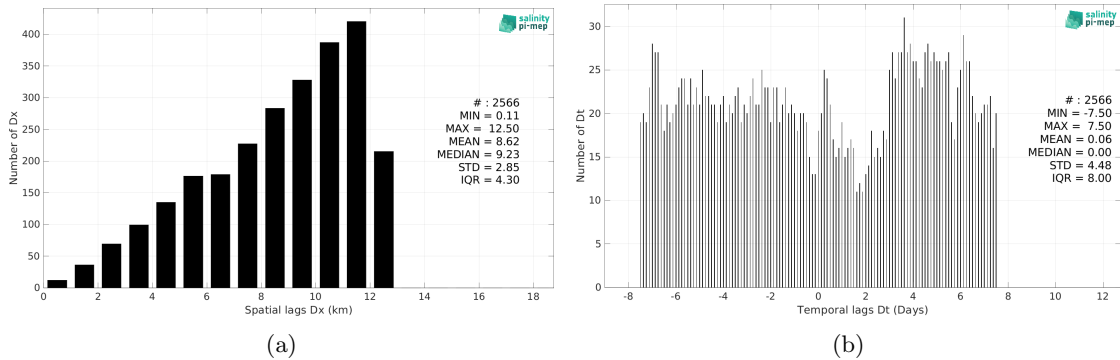 salinity
pi-mep
400
350
300
250
200
150
100
50
0
Number of Dx
# : 2566
MIN = 0.11
MAX = 12.50
MEAN = 8.62
MEDIAN = 9.23
STD = 2.85
IQR = 4.30
0 2 4 6 8 10 12 14 16 18
Spatial lags Dx (km)
(a)
salinity
pi-mep
30
25
20
15
10
5
0
Number of Dt
# : 2566
MIN = -7.50
MAX = 7.50
MEAN = 0.06
MEDIAN = 0.00
STD = 4.48
IQR = 8.00
-8 -6 -4 -2 0 2 4 6 8 10 12
Temporal lags Dt (Days)
(b)